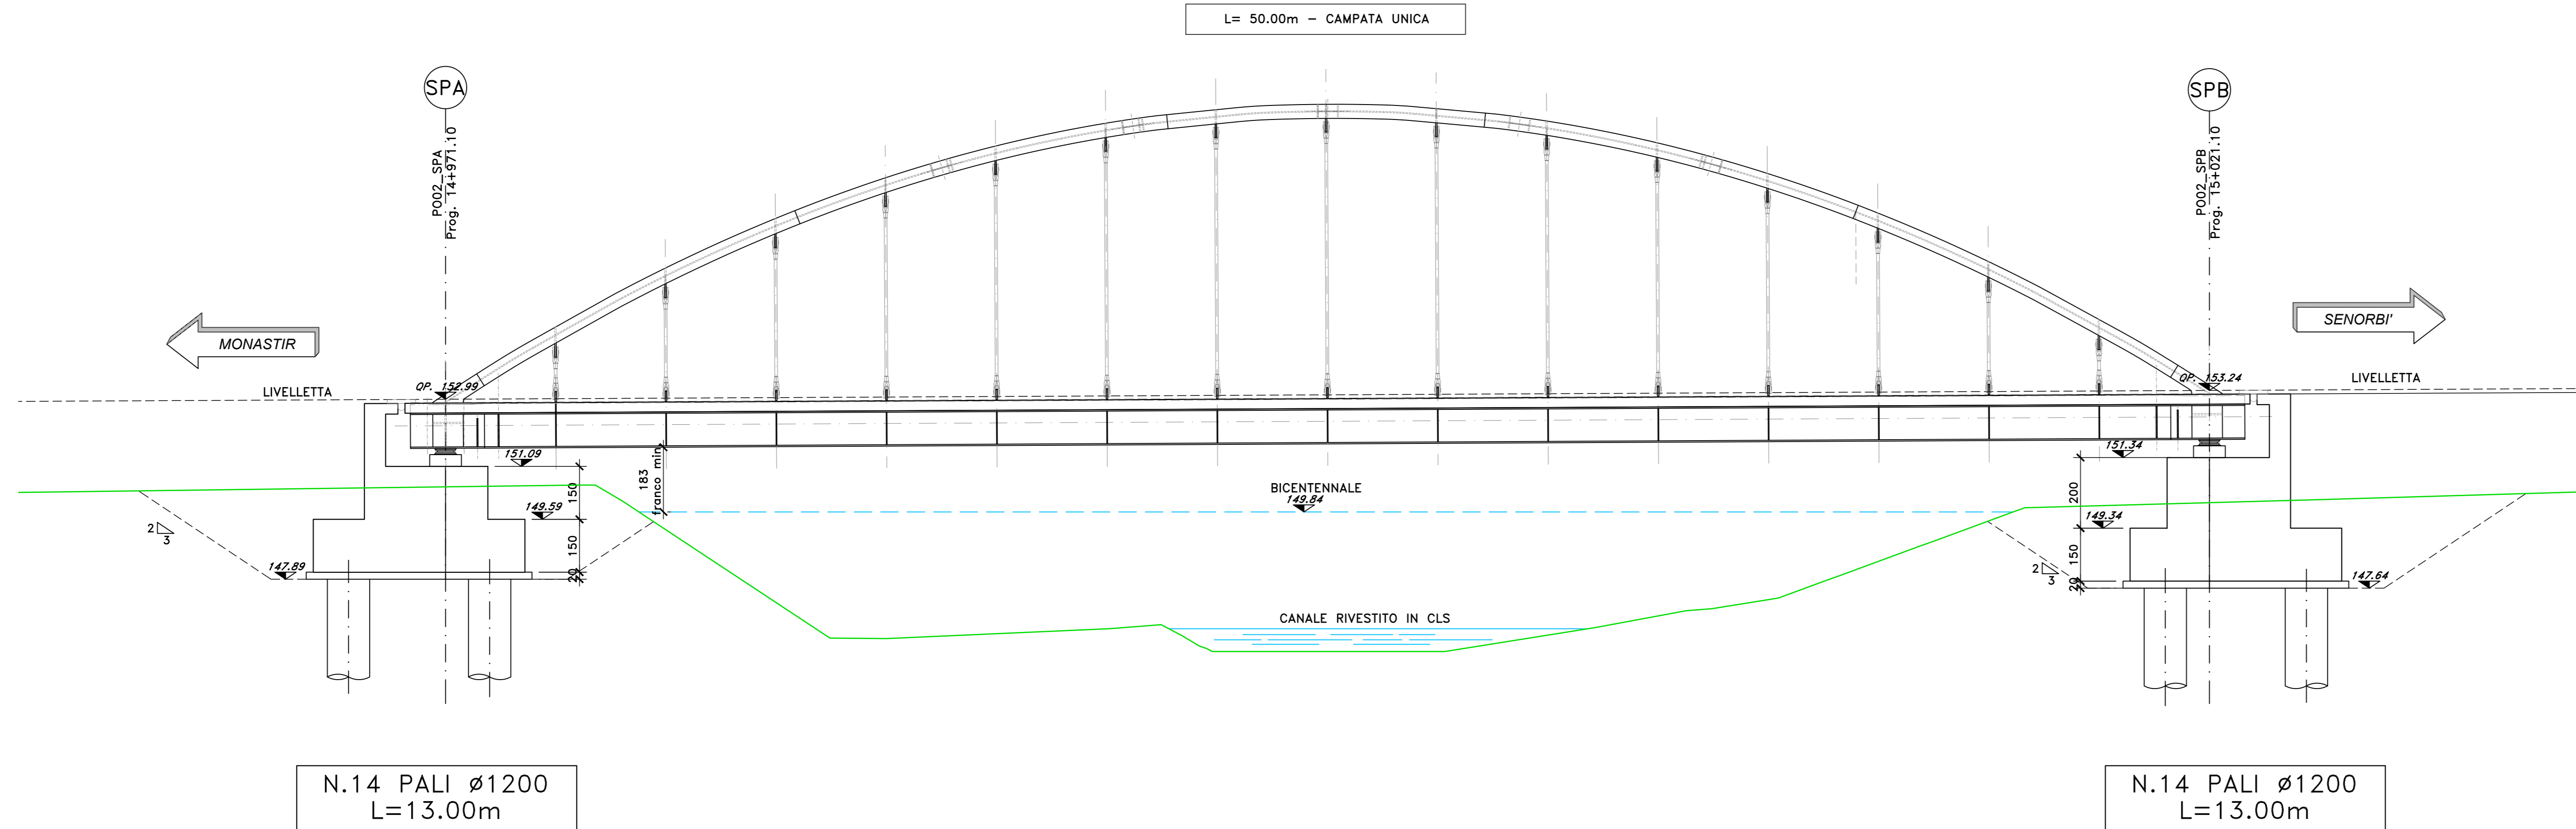 L= 50.00m – CAMPATA UNICA
SPA
SPB
P002_SPA
Prog. 14+971.10
P002_SPB
Prog. 15+021.10
MONASTIR
SENORBI'
LIVELLETTA
QP. 152.99
QP. 153.24
LIVELLETTA
151.09
151.34
183
franco min
150
BICENTENNALE
149.84
200
149.59
149.34
2
3
150
150
147.89
20
2
3
147.64
20
CANALE RIVESTITO IN CLS
N.14 PALI ø1200
L=13.00m
N.14 PALI ø1200
L=13.00m